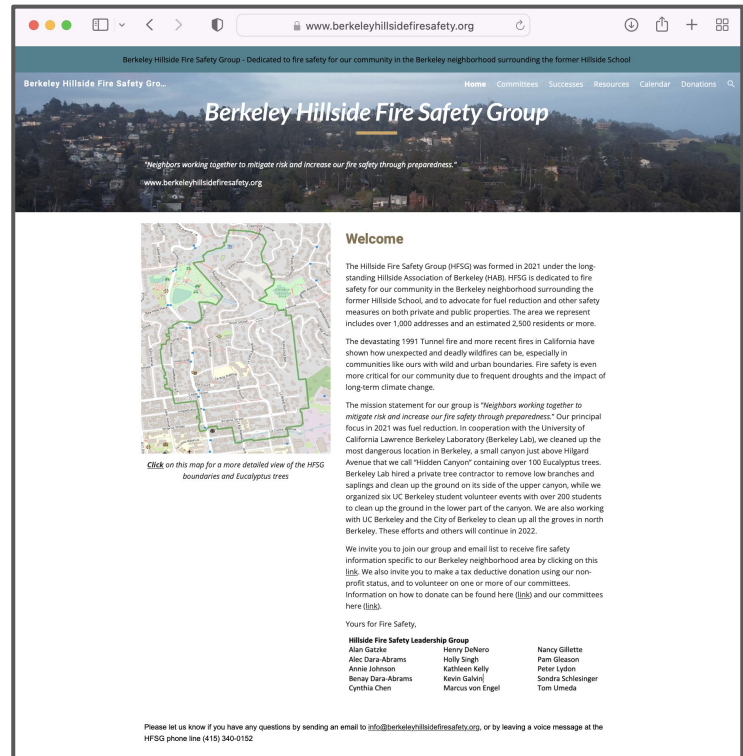 www.berkeleyhillsidefiresafety.org
Berkeley Hillside Fire Safety Group - Dedicated to fire safety for our community in the Berkeley neighborhood surrounding the former Hillside School
Berkeley Hillside Fire Safety Gro...
Home Committees Successes Resources Calendar Donations
Berkeley Hillside Fire Safety Group
"Neighbors working together to mitigate risk and increase our fire safety through preparedness."
www.berkeleyhillsidefiresafety.org
Click on this map for a more detailed view of the HFSG
boundaries and Eucalyptus trees
Welcome
The Hillside Fire Safety Group (HFSG) was formed in 2021 under the long-
standing Hillside Association of Berkeley (HAB). HFSG is dedicated to fire
safety for our community in the Berkeley neighborhood surrounding the
former Hillside School, and to advocate for fuel reduction and other safety
measures on both private and public properties. The area we represent
includes over 1,000 addresses and an estimated 2,500 residents or more.
The devastating 1991 Tunnel fire and more recent fires in California have
shown how unexpected and deadly wildfires can be, especially in
communities like ours with wild and urban boundaries. Fire safety is even
more critical for our community due to frequent droughts and the impact of
long-term climate change.
The mission statement for our group is "Neighbors working together to
mitigate risk and increase our fire safety through preparedness." Our principal
focus in 2021 was fuel reduction. In cooperation with the University of
California Lawrence Berkeley Laboratory (Berkeley Lab), we cleaned up the
most dangerous location in Berkeley, a small canyon just above Hilgard
Avenue that we call "Hidden Canyon" containing over 100 Eucalyptus trees.
Berkeley Lab hired a private tree contractor to remove low branches and
saplings and clean up the ground on its side of the upper canyon, while we
organized six UC Berkeley student volunteer events with over 200 students
to clean up the ground in the lower part of the canyon. We are also working
with UC Berkeley and the City of Berkeley to clean up all the groves in north
Berkeley. These efforts and others will continue in 2022.
We invite you to join our group and email list to receive fire safety
information specific to our Berkeley neighborhood area by clicking on this
link. We also invite you to make a tax deductive donation using our non-
profit status, and to volunteer on one or more of our committees.
Information on how to donate can be found here (link) and our committees
here (link).
Yours for Fire Safety,
Hillside Fire Safety Leadership Group
Alan Gatzke Henry DeNero Nancy Gillette
Alec Dara-Abrams Holly Singh Pam Gleason
Annie Johnson Kathleen Kelly Peter Lydon
Benay Dara-Abrams Kevin Galvin Sondra Schlesinger
Cynthia Chen Marcus von Engel Tom Umeda
Please let us know if you have any questions by sending an email to info@berkeleyhillsidefiresafety.org, or by leaving a voice message at the
HFSG phone line (415) 340-0152